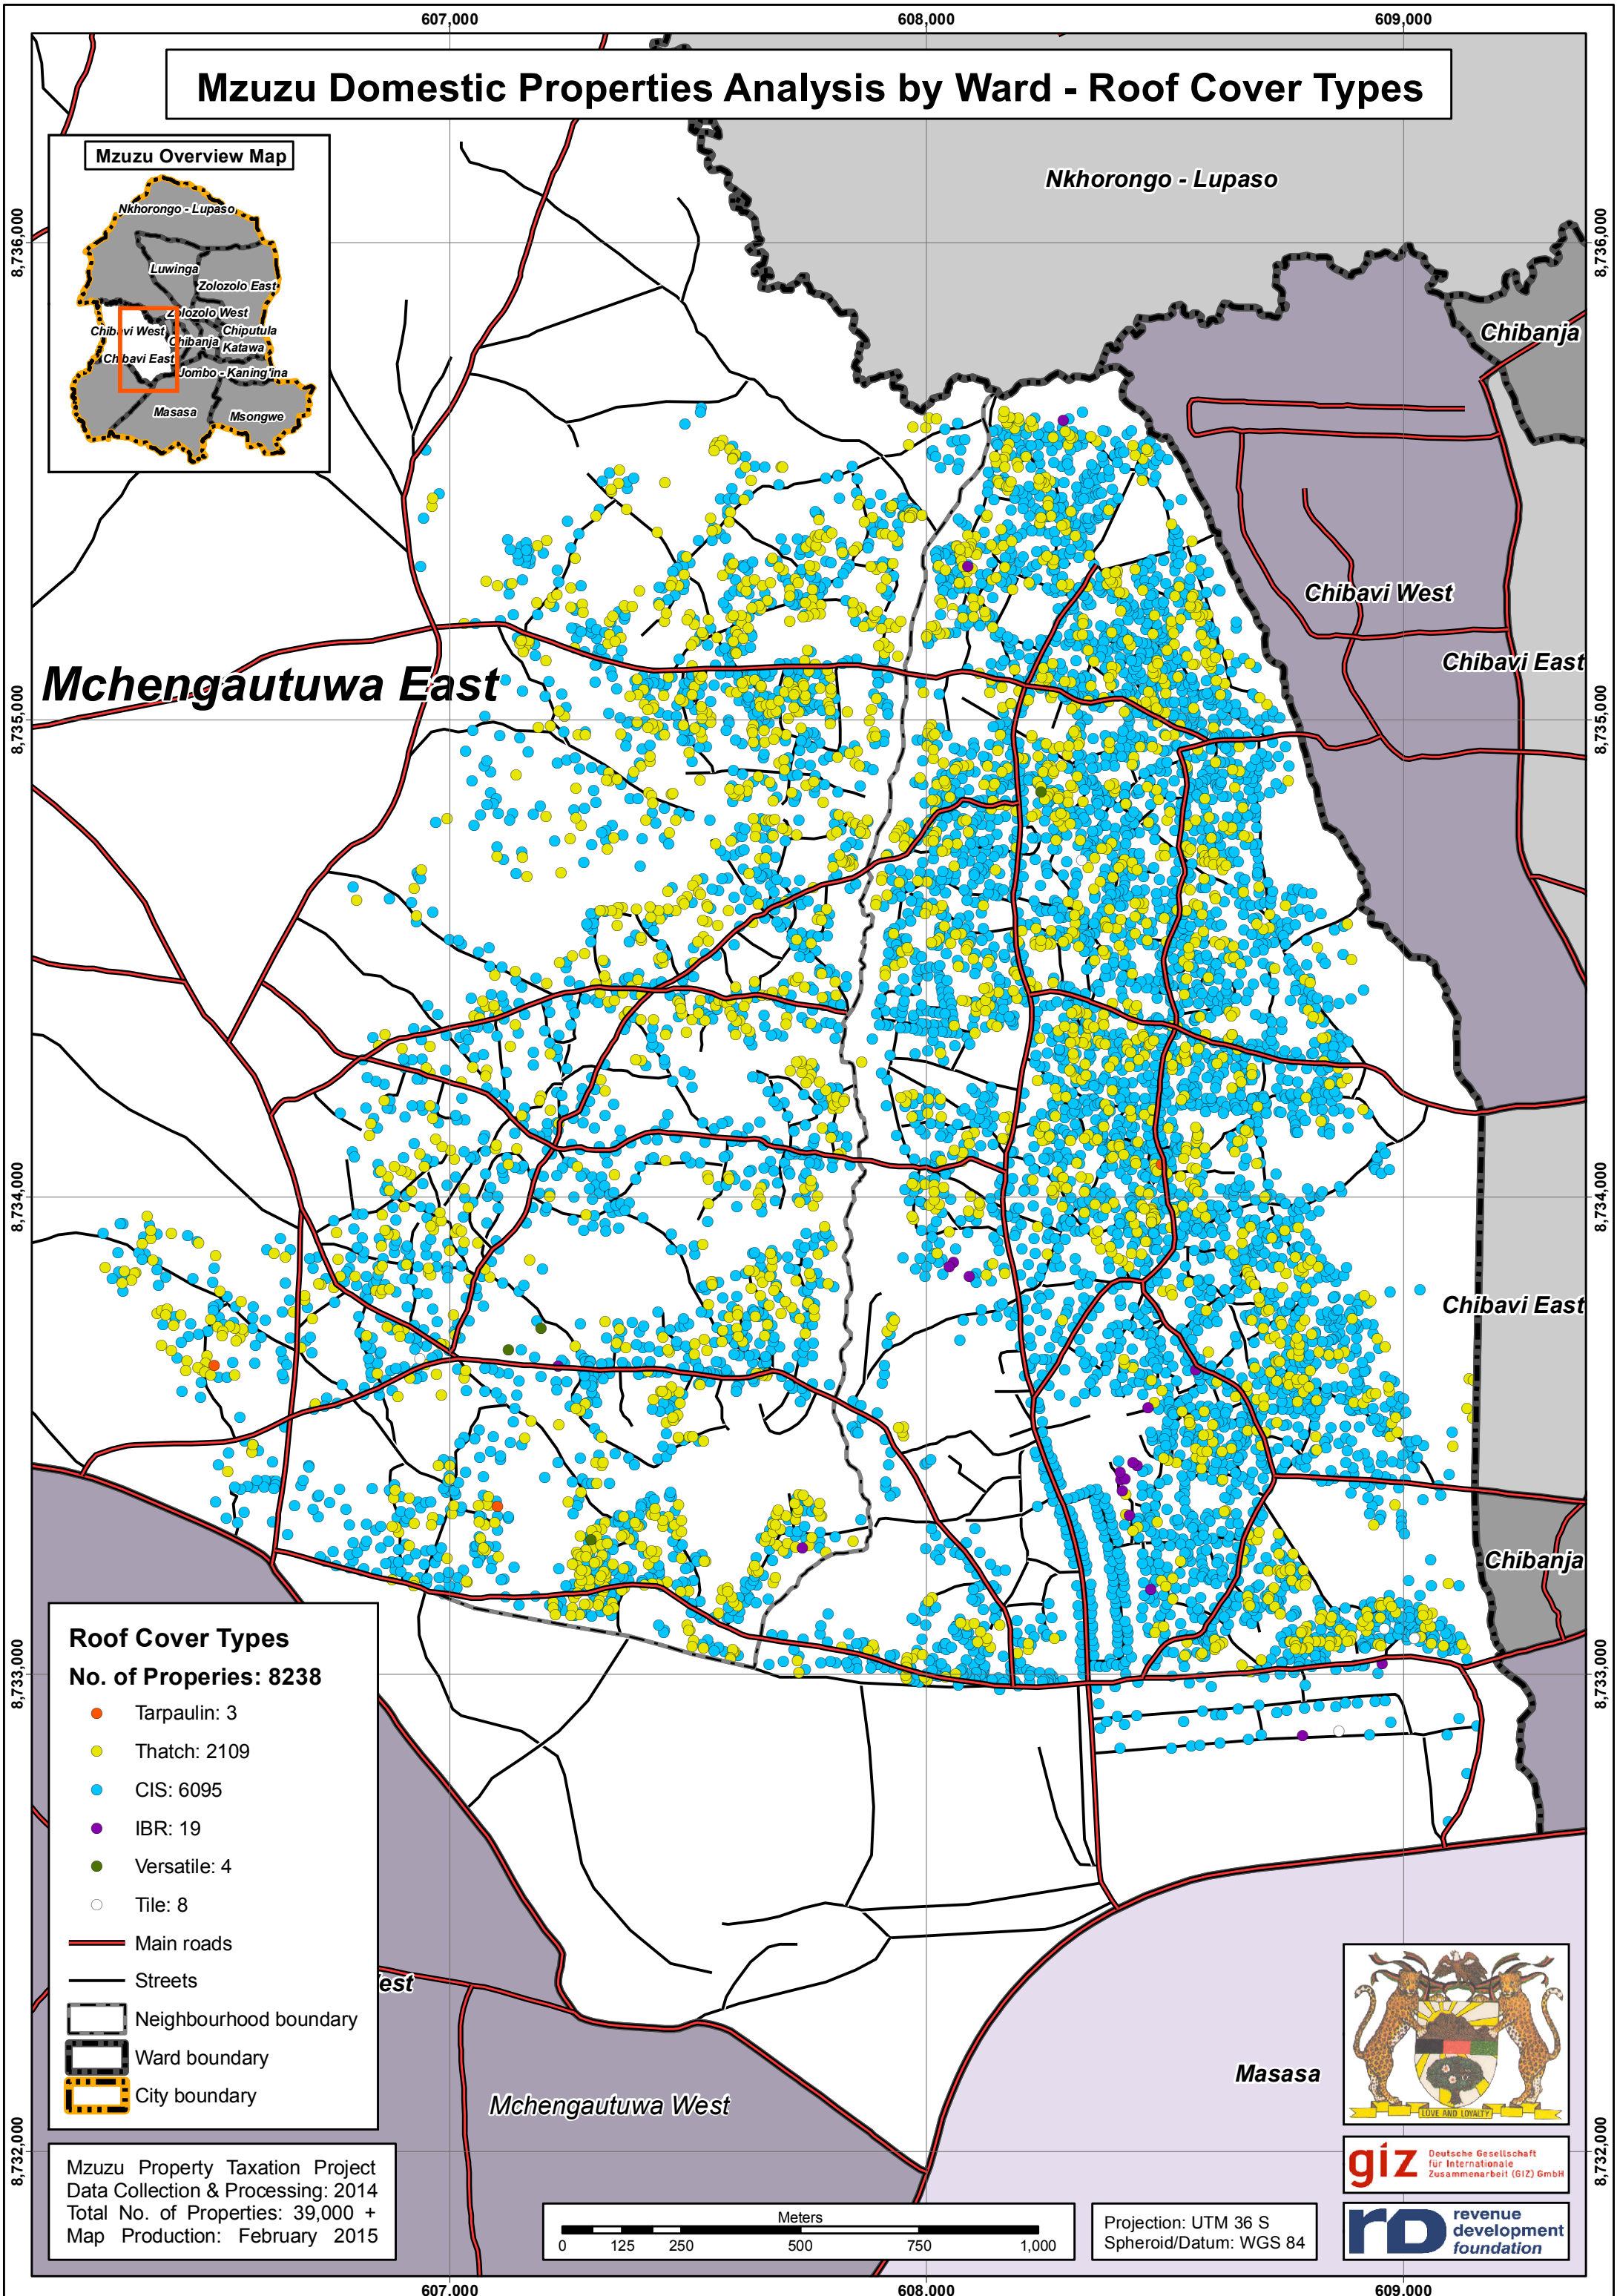 607,000
608,000
609,000
Mzuzu Domestic Properties Analysis by Ward - Roof Cover Types
Mzuzu Overview Map
Nkhorongo - Lupaso
Luwinga
Zolozolo East
Zolozolo West
Chibavi West
Chiputula
Chibanja
Katawa
Chibavi East
Jombo - Kaning'ina
Masasa
Msongwe
Nkhorongo - Lupaso
8,736,000
8,736,000
Chibanja
Chibavi West
Chibavi East
Mchengautuwa East
8,735,000
8,735,000
8,734,000
8,734,000
Chibavi East
Chibanja
8,733,000
8,733,000
Roof Cover Types
No. of Properies: 8238
Tarpaulin: 3
Thatch: 2109
CIS: 6095
IBR: 19
Versatile: 4
Tile: 8
Main roads
Streets
Neighbourhood boundary
Ward boundary
City boundary
est
Mchengautuwa West
Masasa
LOVE AND LOYALTY
8,732,000
8,732,000
Mzuzu Property Taxation Project
Data Collection & Processing: 2014
Total No. of Properties: 39,000 +
Map Production: February 2015
Meters
0 125 250 500 750 1,000
Projection: UTM 36 S
Spheroid/Datum: WGS 84
giz Deutsche Gesellschaft
für Internationale
Zusammenarbeit (GIZ) GmbH
rD revenue
development
foundation
607,000
608,000
609,000